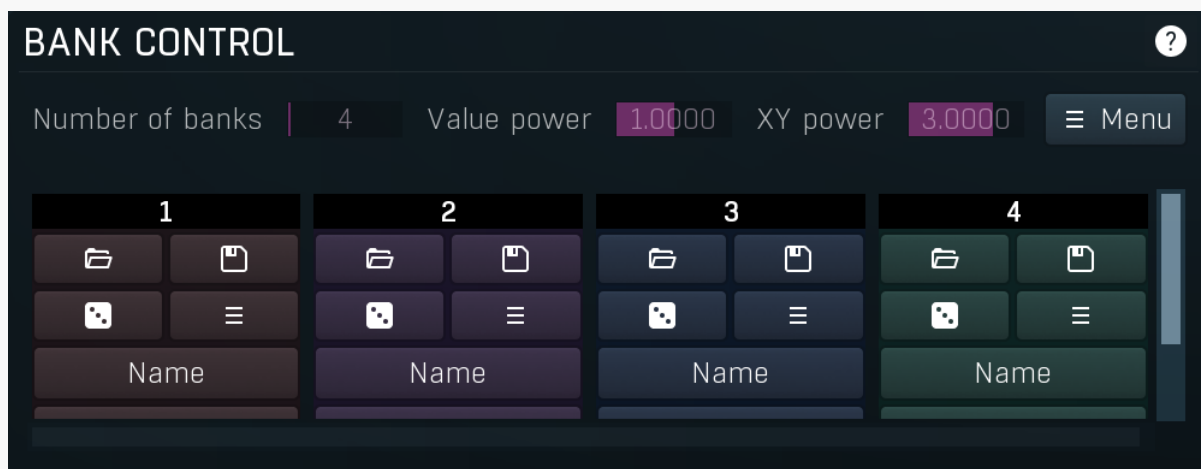 BANK CONTROL ?
Number of banks 4 Value power 1.0000 XY power 3.0000 Menu
1 2 3 4
Name Name Name Name